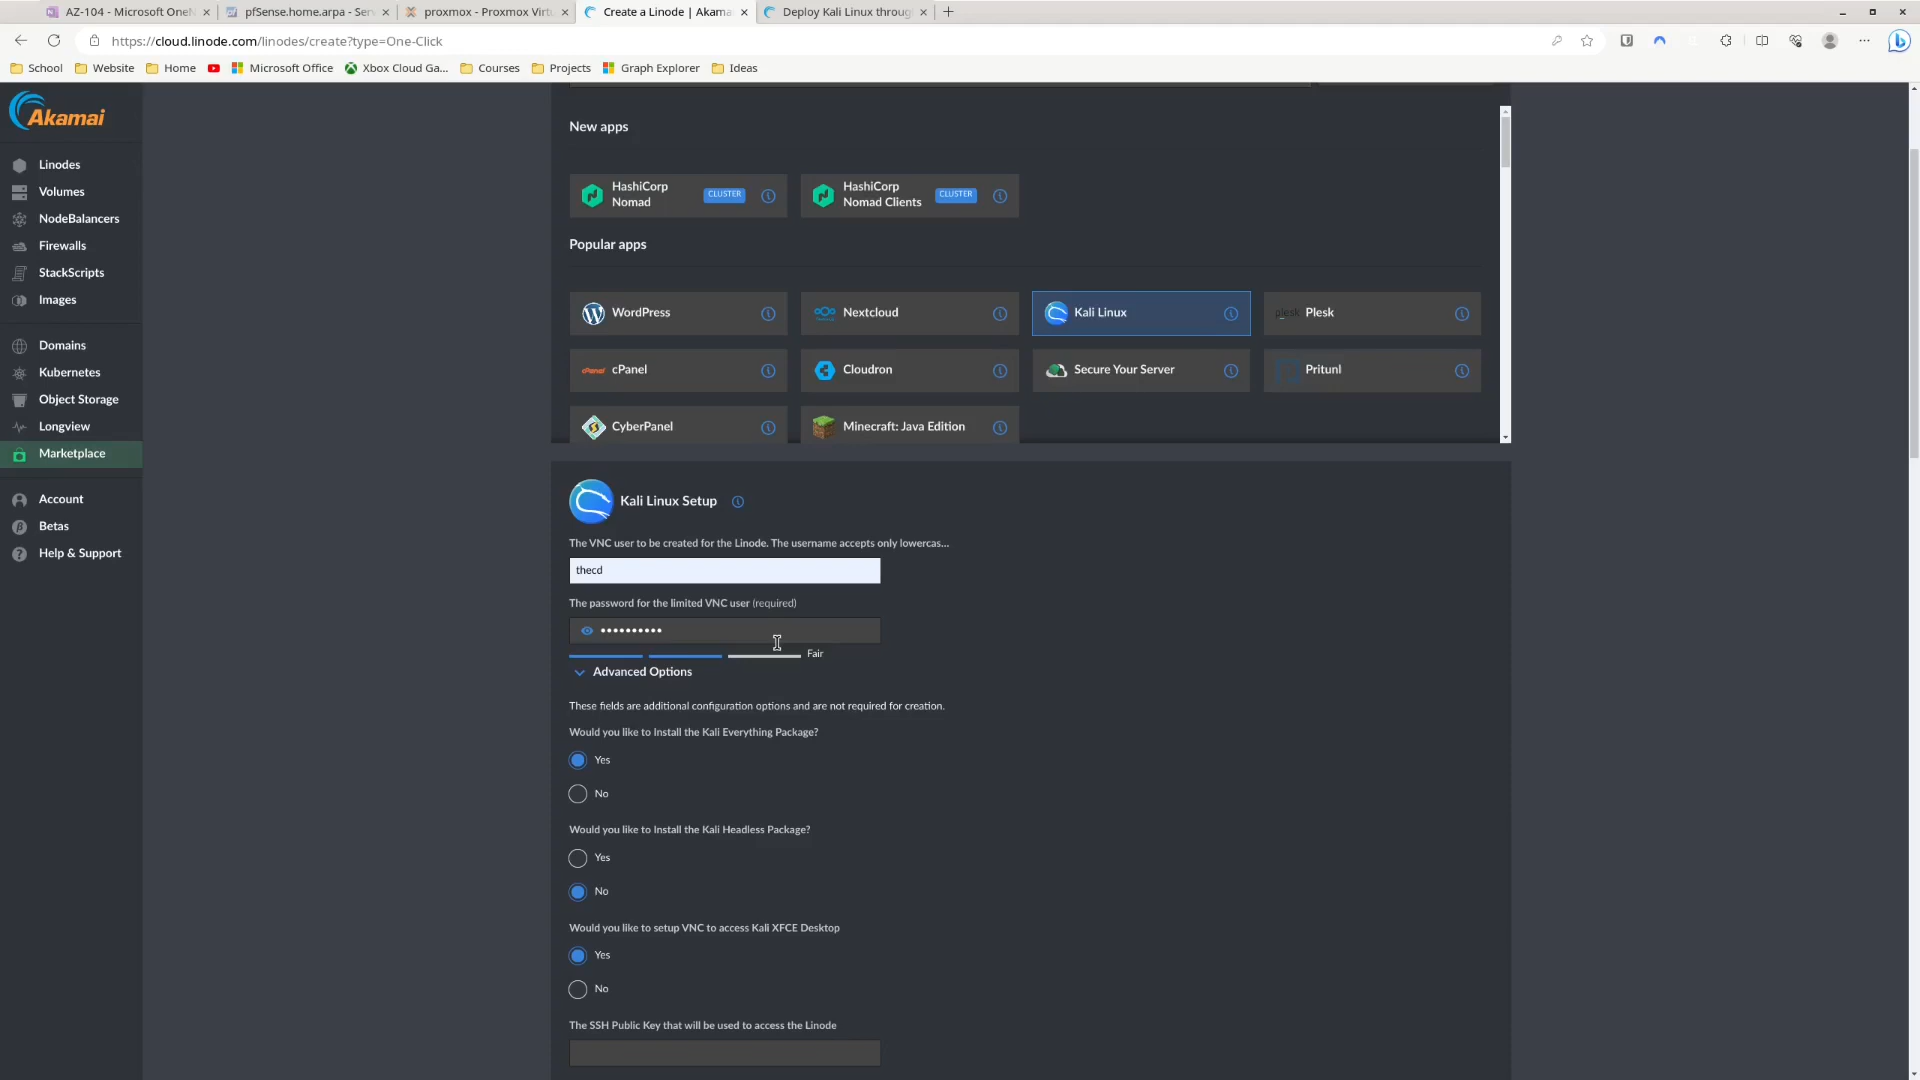 AZ-104 - Microsoft OneN
pfSense.home.arpa - Ser
proxmox - Proxmox Virtu
Create a Linode | Akama
Deploy Kali Linux throug
https://cloud.linode.com/linodes/create?type=One-Click
School
Website
Home
Microsoft Office
Xbox Cloud Ga...
Courses
Projects
Graph Explorer
Ideas
Akamai
Linodes
Volumes
NodeBalancers
Firewalls
StackScripts
Images
Domains
Kubernetes
Object Storage
Longview
Marketplace
Account
Betas
Help & Support
New apps
HashiCorp
Nomad
CLUSTER
HashiCorp
Nomad Clients
CLUSTER
Popular apps
WordPress
Nextcloud
Kali Linux
plesk Plesk
cPanel cPanel
Cloudron
Secure Your Server
Pritunl
CyberPanel
Minecraft: Java Edition
Kali Linux Setup
The VNC user to be created for the Linode. The username accepts only lowercas...
thecd
The password for the limited VNC user (required)
••••••••••
Fair
Advanced Options
These fields are additional configuration options and are not required for creation.
Would you like to Install the Kali Everything Package?
Yes
No
Would you like to Install the Kali Headless Package?
Yes
No
Would you like to setup VNC to access Kali XFCE Desktop
Yes
No
The SSH Public Key that will be used to access the Linode